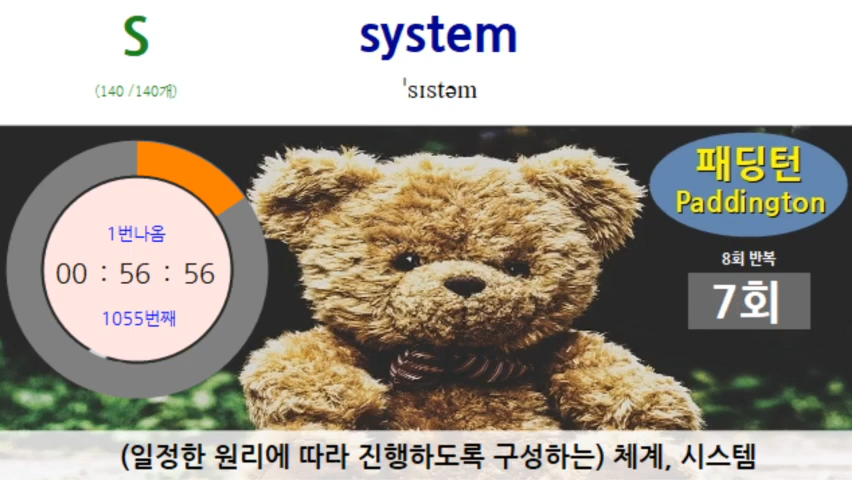 S
system
(140 /140개)
ˈsɪstəm
패딩턴
Paddington
1번나옴
00 : 56 : 56
1055번째
8회 반복
7회
(일정한 원리에 따라 진행하도록 구성하는) 체계, 시스템